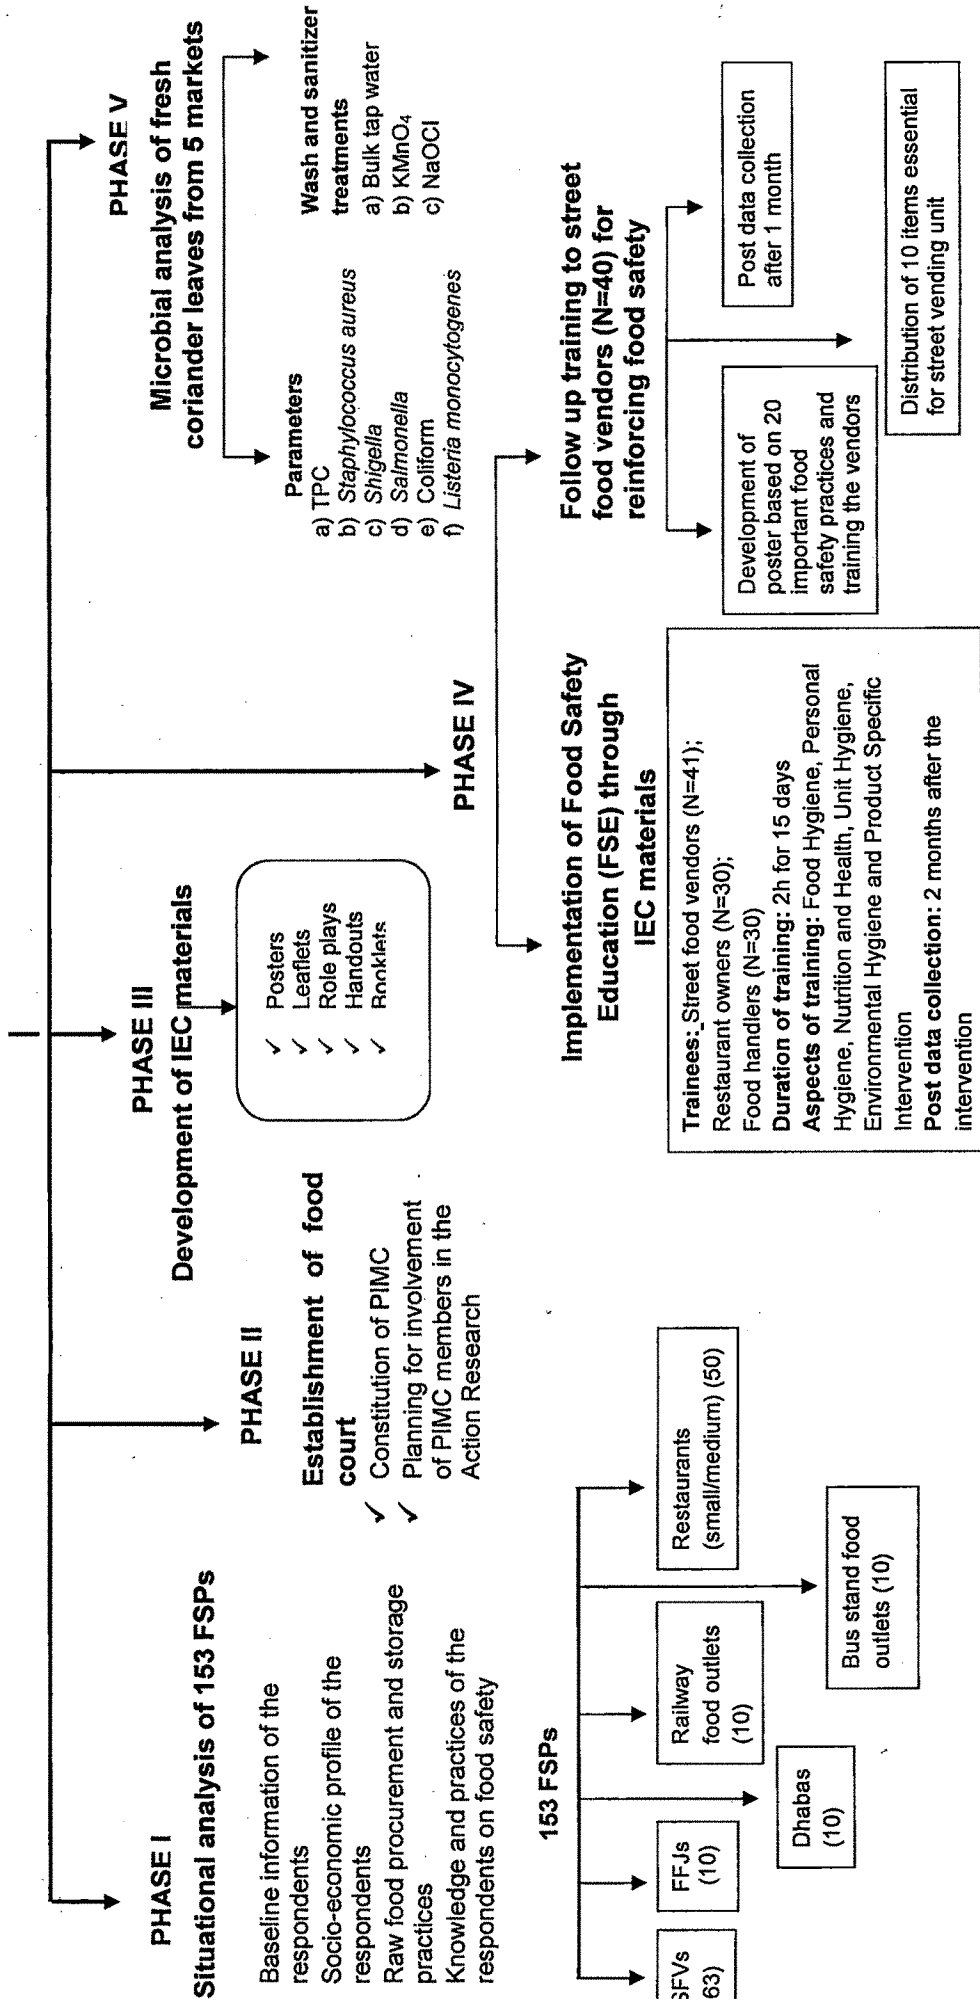 PHASE I
Situational analysis of 153 FSPs
Baseline information of the
respondents
Socio-economic profile of the
respondents
Raw food procurement and storage
practices
Knowledge and practices of the
respondents on food safety
153 FSPs
SFVs
63)
FFJs
(10)
Dhabas
(10)
Railway
food outlets
(10)
Bus stand food
outlets (10)
Restaurants
(small/medium) (50)
PHASE II
Establishment of food
court
✓ Constitution of PIMC
✓ Planning for involvement
of PIMC members in the
Action Research
PHASE III
Development of IEC materials
✓ Posters
✓ Leaflets
✓ Role plays
✓ Handouts
✓ Booklets
PHASE IV
Implementation of Food Safety
Education (FSE) through
IEC materials
Trainees: Street food vendors (N=41);
Restaurant owners (N=30);
Food handlers (N=30)
Duration of training: 2h for 15 days
Aspects of training: Food Hygiene, Personal
Hygiene, Nutrition and Health, Unit Hygiene,
Environmental Hygiene and Product Specific
Intervention
Post data collection: 2 months after the
intervention
Follow up training to street
food vendors (N=40) for
reinforcing food safety
Development of
poster based on 20
important food
safety practices and
training the vendors
Distribution of 10 items essential
for street vending unit
Post data collection
after 1 month
PHASE V
Microbial analysis of fresh
coriander leaves from 5 markets
Parameters
a) TPC
b) Staphylococcus aureus
c) Shigella
d) Salmonella
e) Coliform
f) Listeria monocytogenes
Wash and sanitizer
treatments
a) Bulk tap water
b) KMnO₄
c) NaOCl